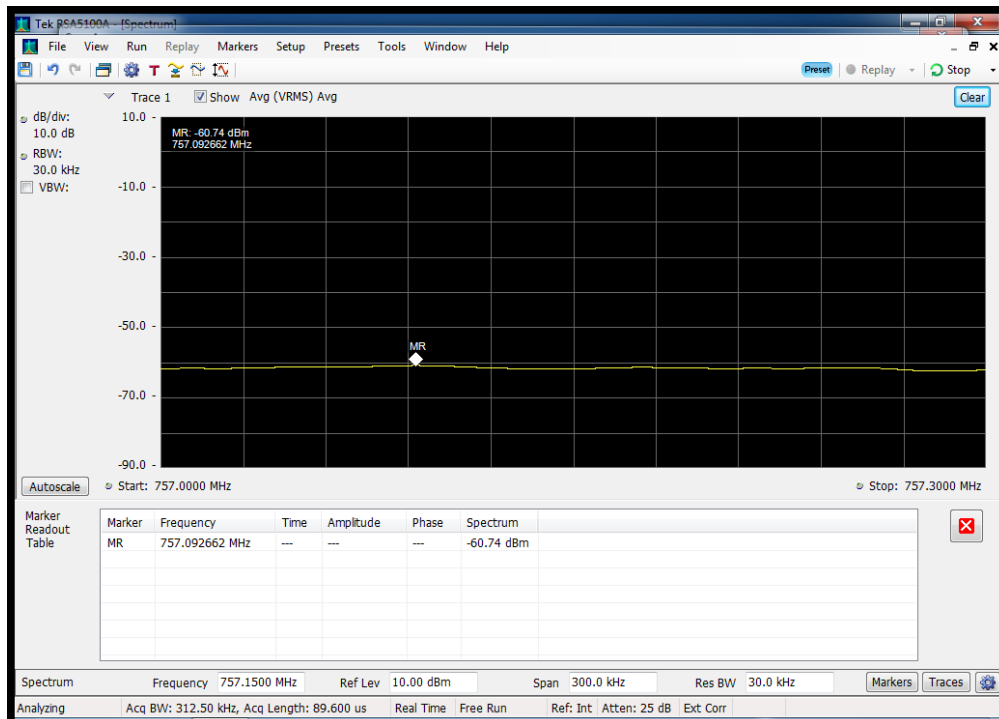 Tek RSA5100A - [Spectrum]
File View Run Replay Markers Setup Presets Tools Window Help
T Preset Replay Stop
Trace 1 Show Avg (VRMS) Avg Clear
dB/div:
10.0 dB
RBW:
30.0 kHz
VBW:
10.0 -
MR: -60.74 dBm
757.092662 MHz
-10.0 -
-30.0 -
-50.0 -
MR
-70.0 -
-90.0 -
Autoscale Start: 757.0000 MHz Stop: 757.3000 MHz
Marker
Readout
Table
Marker Frequency Time Amplitude Phase Spectrum
MR 757.092662 MHz --- --- --- -60.74 dBm
Spectrum Frequency 757.1500 MHz Ref Lev 10.00 dBm Span 300.0 kHz Res BW 30.0 kHz Markers Traces
Analyzing Acq BW: 312.50 kHz, Acq Length: 89.600 us Real Time Free Run Ref: Int Atten: 25 dB Ext Corr